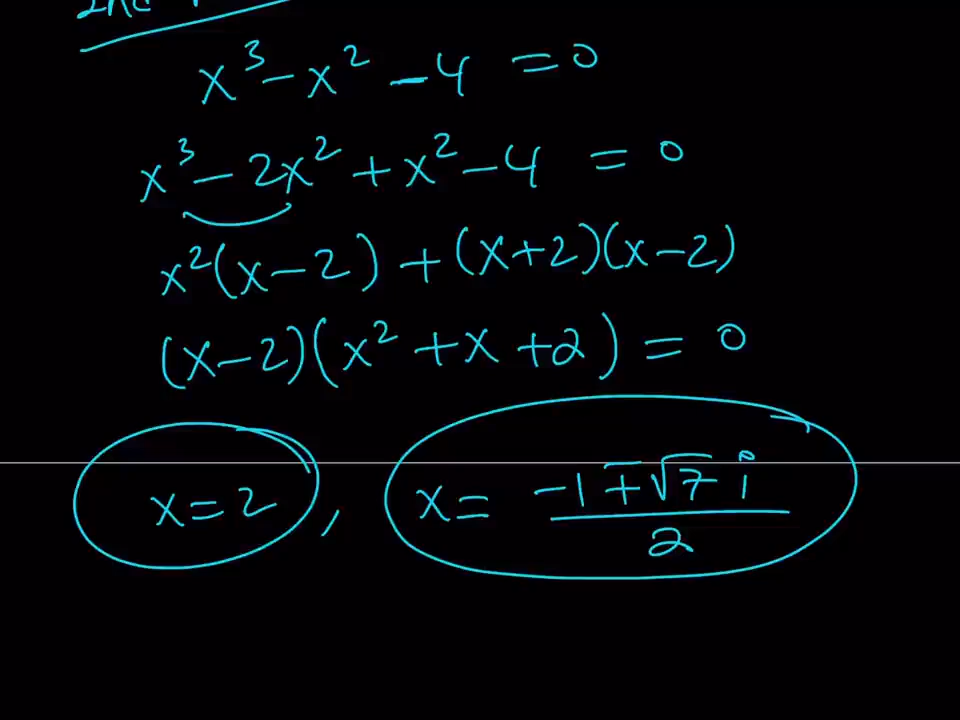 x³ - x² - 4 = 0
x³ - 2x² + x² - 4 = 0
x²(x-2) + (x+2)(x-2)
(x-2)(x² + x + 2) = 0
x = 2 , x = (-1 ∓ √7 i)/2